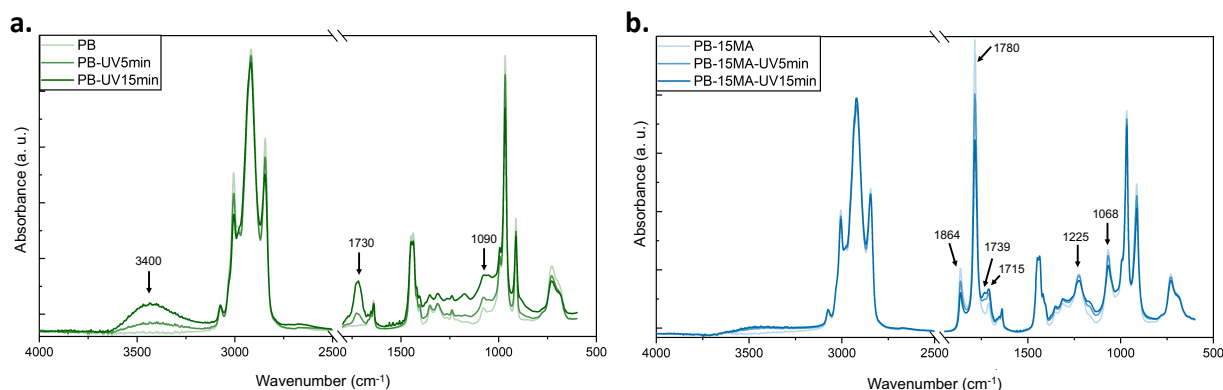 a.
PB
PB-UV5min
PB-UV15min
3400
1730
1090
Absorbance (a. u.)
4000
3000
2500
1500
1000
500
Wavenumber (cm-1)
b.
PB-15MA
PB-15MA-UV5min
PB-15MA-UV15min
1780
1864
1739
1715
1225
1068
Absorbance (a. u.)
4000
3000
2500
1500
1000
500
Wavenumber (cm-1)